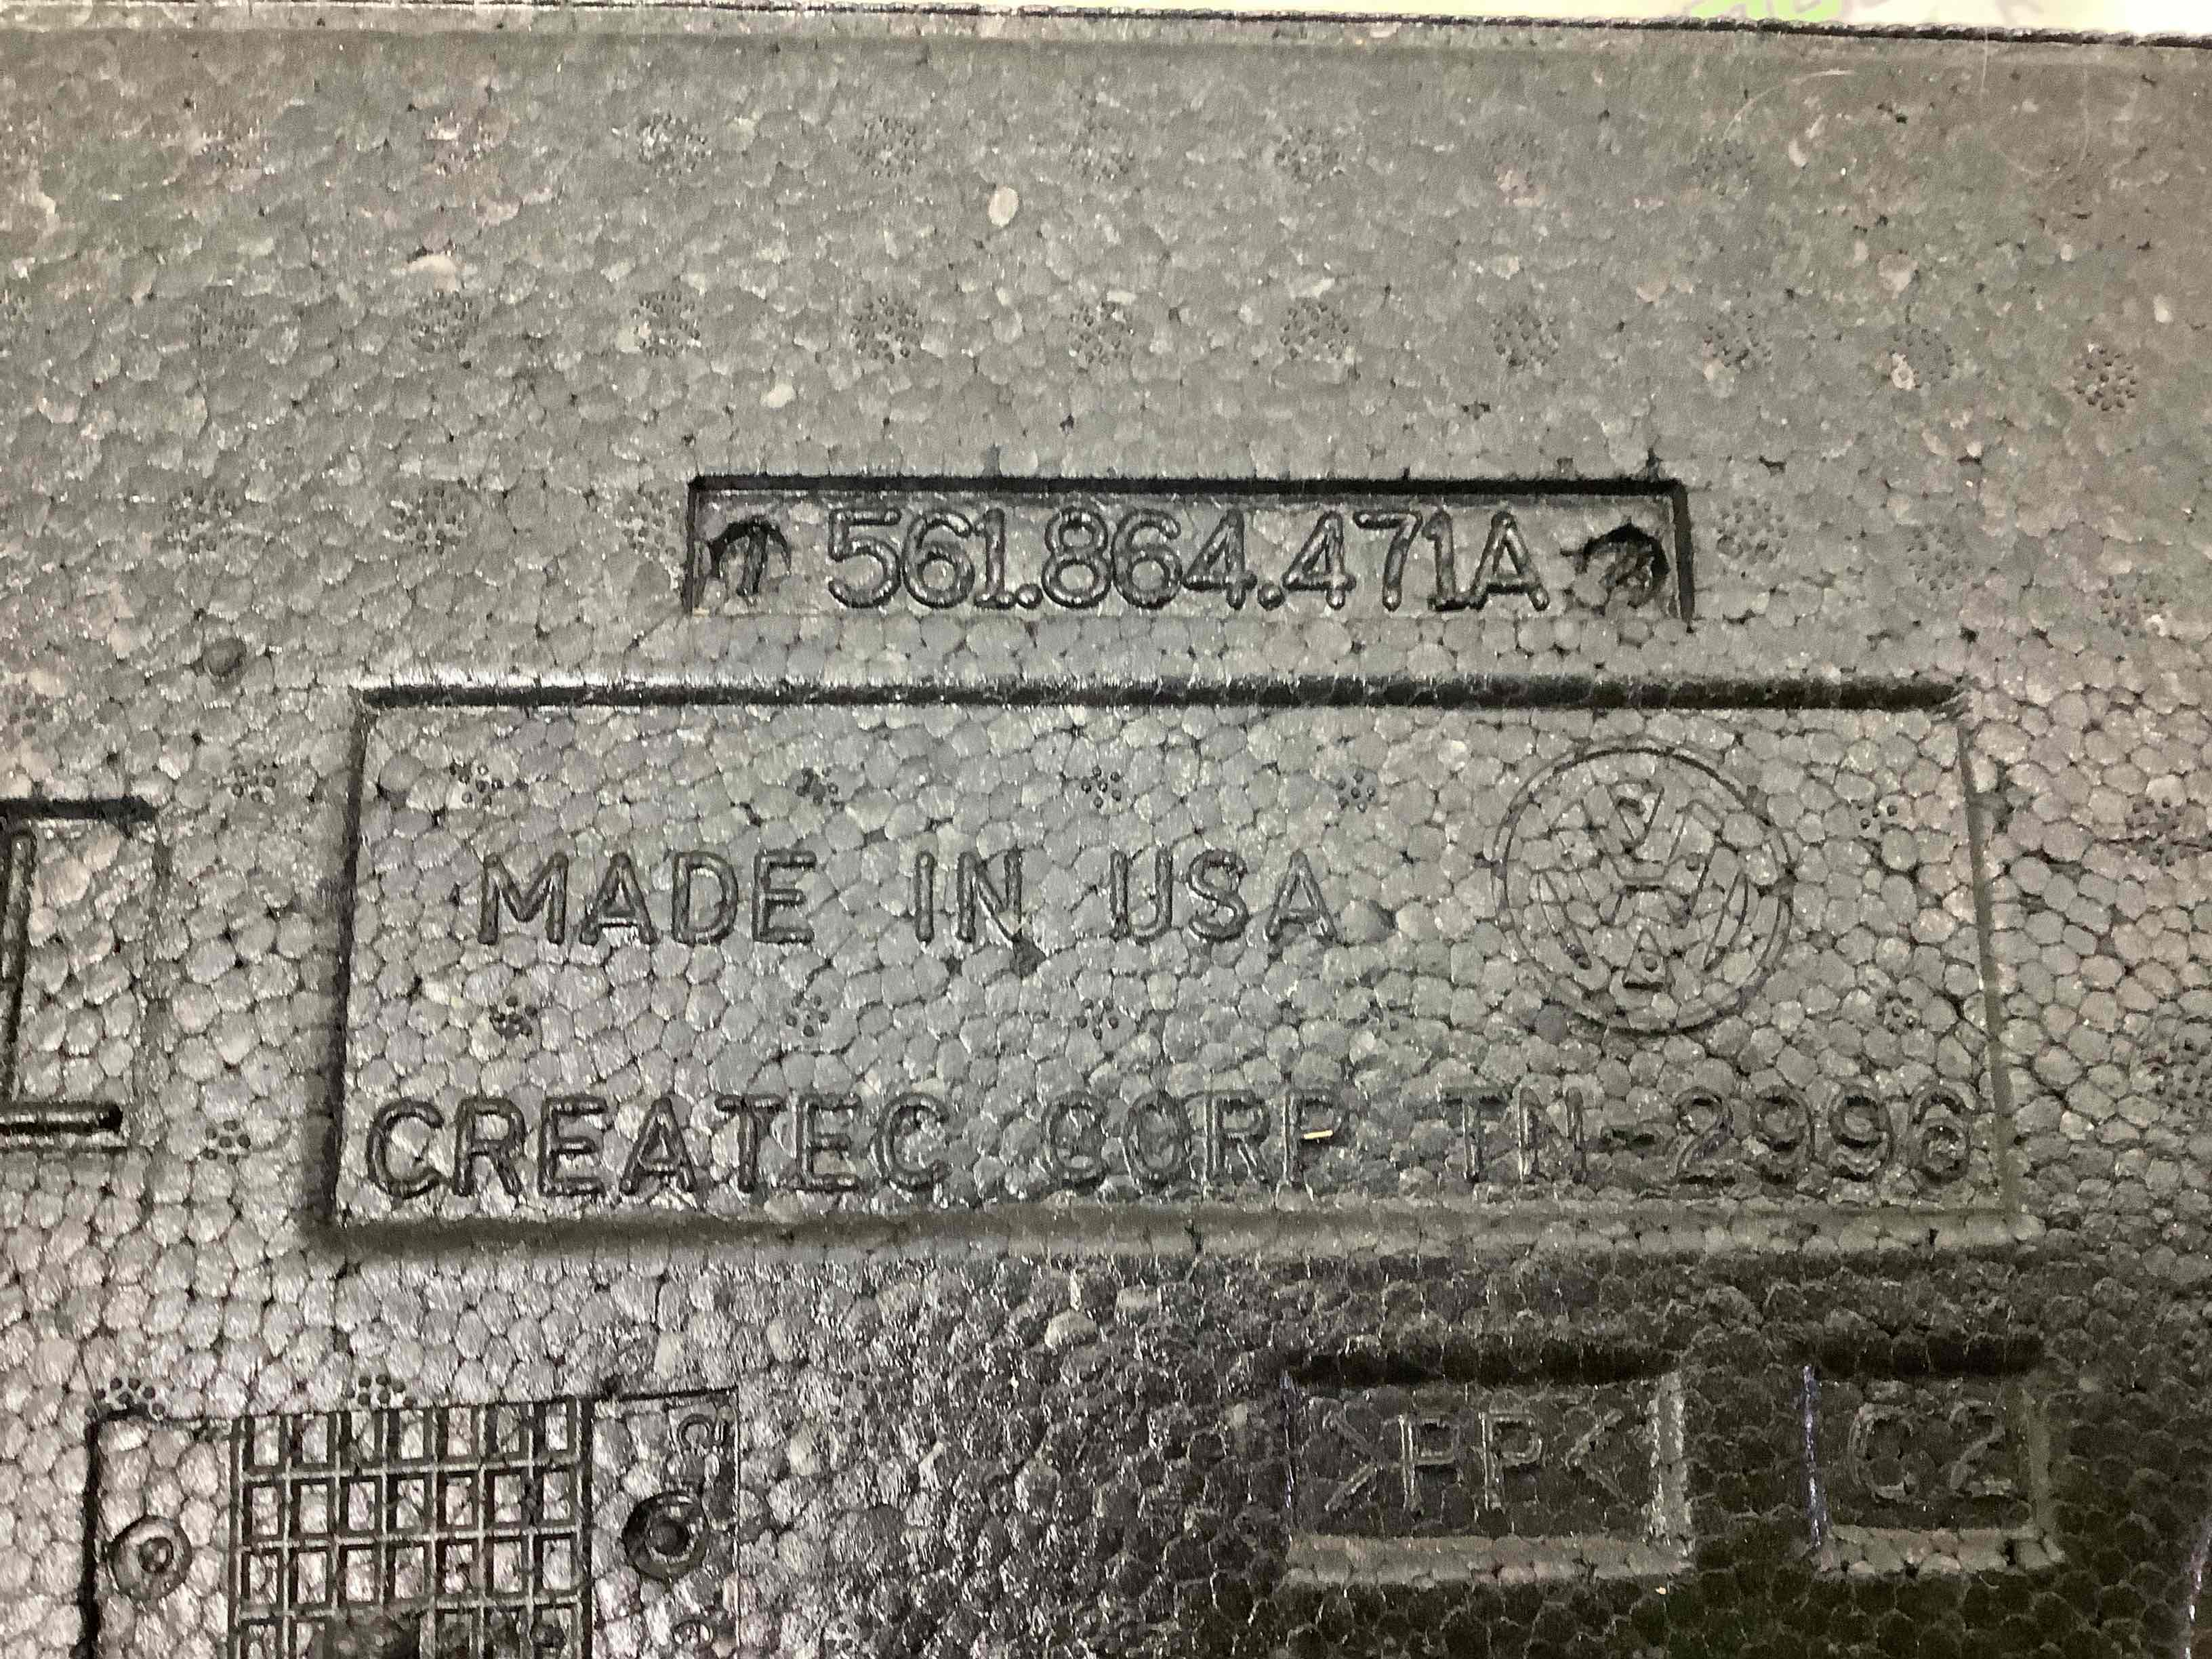 561.864.471A
MADE IN USA
CREATEC CORP TN-2996
>PP< C2